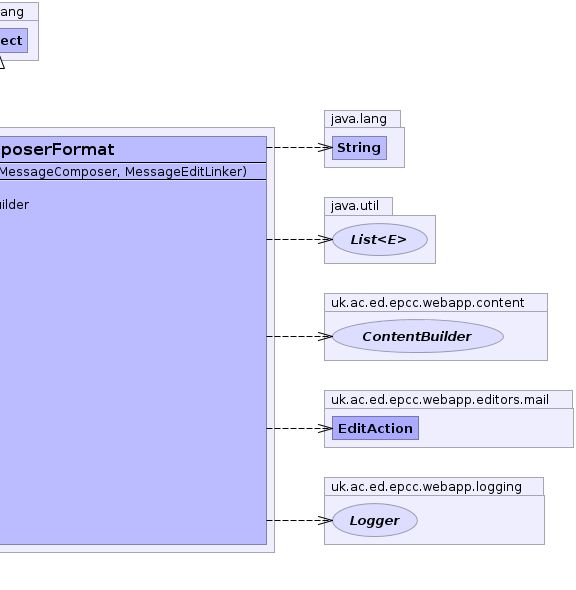 ang
ect
poserFormat
MessageComposer, MessageEditLinker)
uilder
java.lang
String
java.util
List<E>
uk.ac.ed.epcc.webapp.content
ContentBuilder
uk.ac.ed.epcc.webapp.editors.mail
EditAction
uk.ac.ed.epcc.webapp.logging
Logger